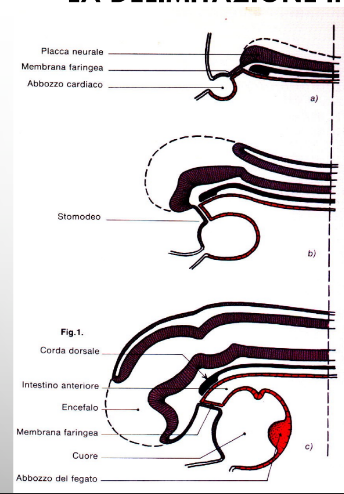 Placca neurale
Membrana faringea
Abbozzo cardiaco
a)
Stomodeo
b)
Fig.1.
Corda dorsale
Intestino anteriore
Encefalo
Membrana faringea
Cuore
c)
Abbozzo del fegato